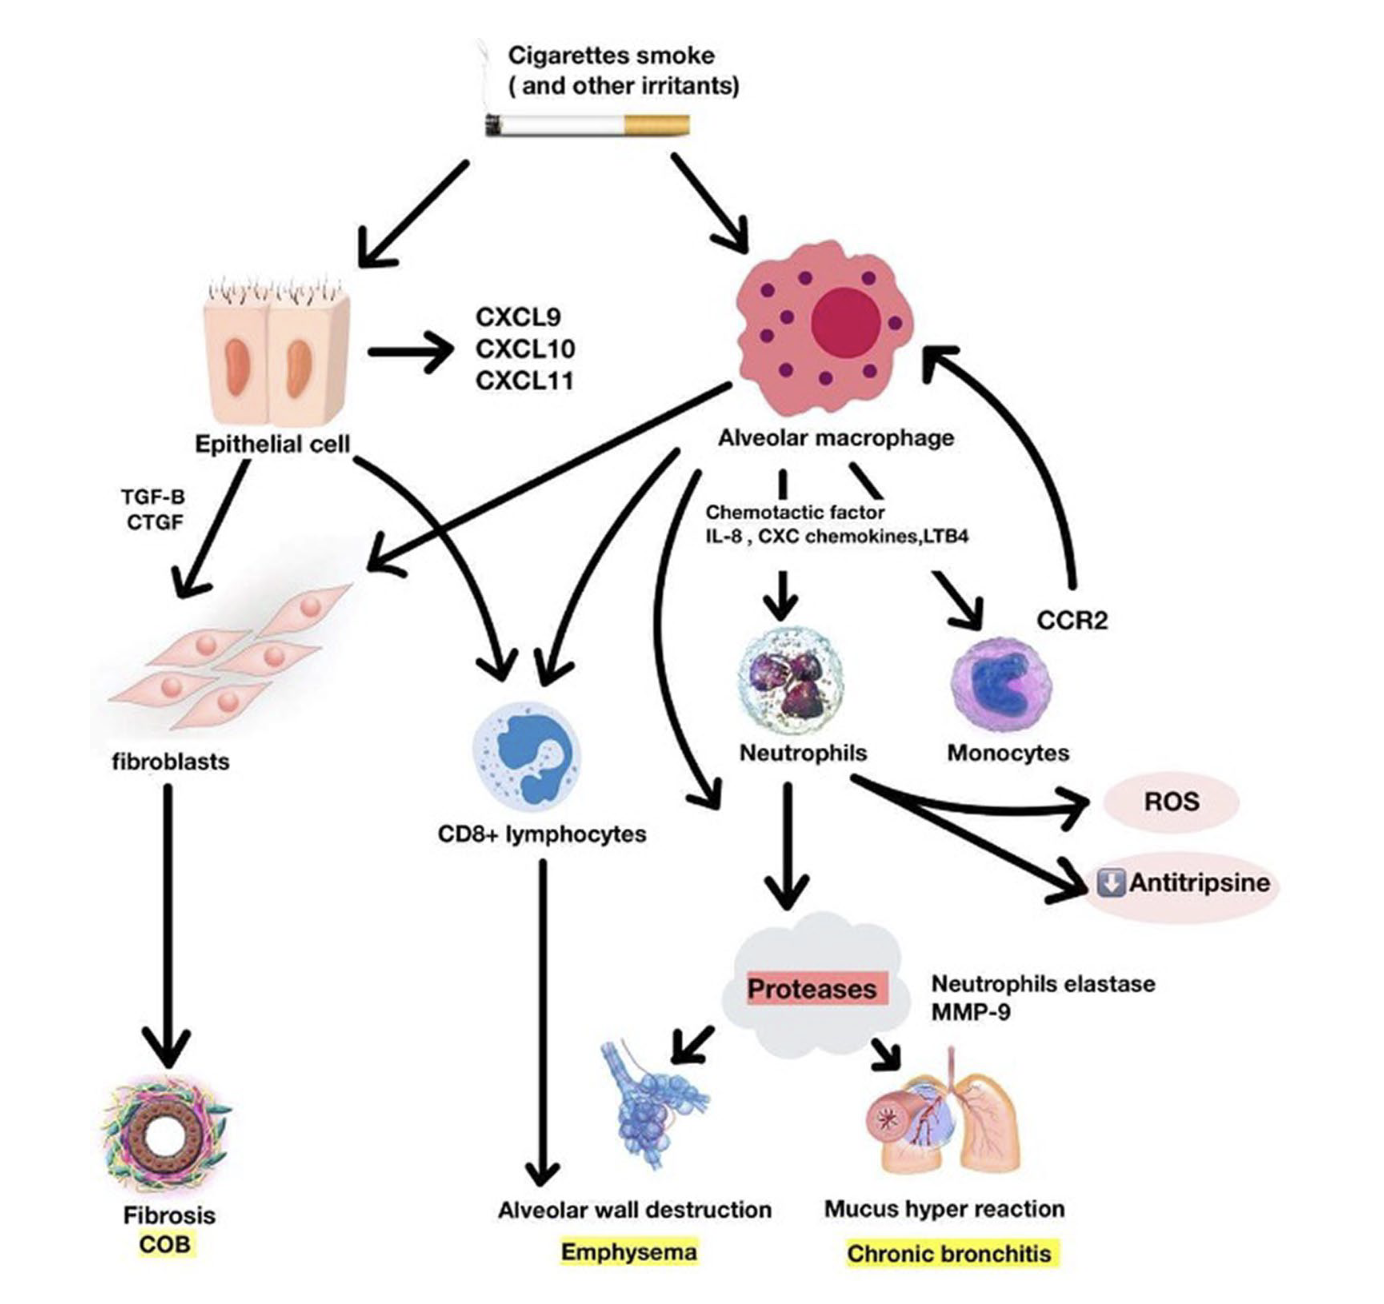 Cigarettes smoke
( and other irritants)
CXCL9
CXCL10
CXCL11
Epithelial cell
Alveolar macrophage
TGF-B
CTGF
Chemotactic factor
IL-8 , CXC chemokines,LTB4
CCR2
fibroblasts
Neutrophils
Monocytes
CD8+ lymphocytes
ROS
Antitripsine
Proteases
Neutrophils elastase
MMP-9
Fibrosis
COB
Alveolar wall destruction
Emphysema
Mucus hyper reaction
Chronic bronchitis